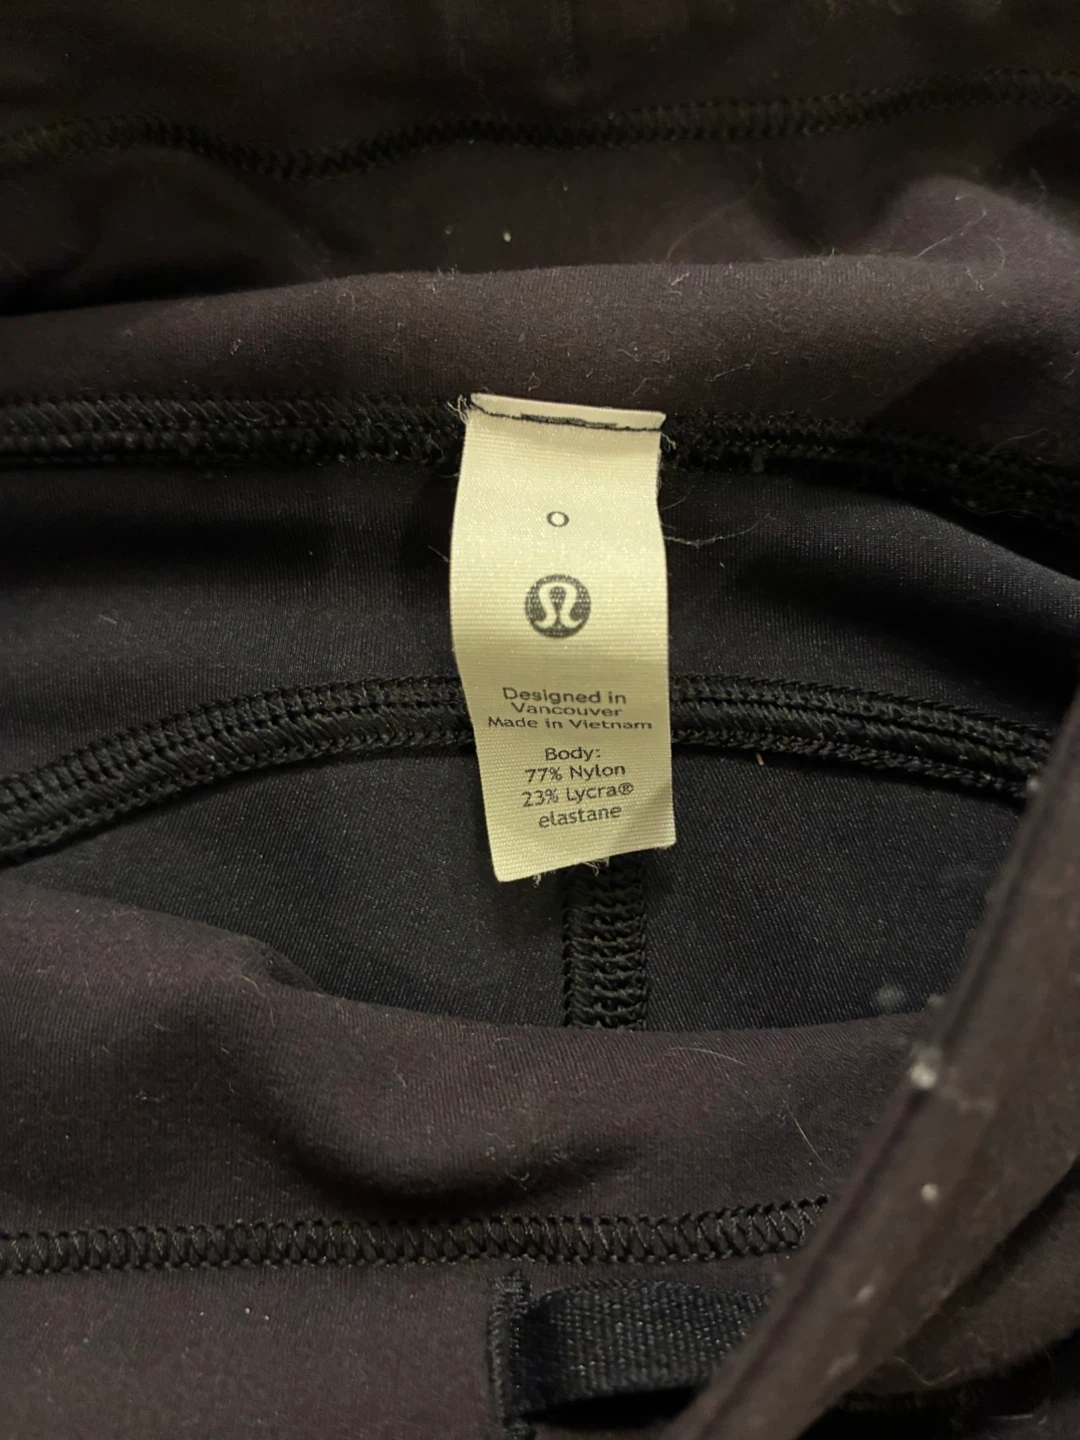 0
Designed in
Vancouver
Made in Vietnam
Body:
77% Nylon
23% Lycra®
elastane